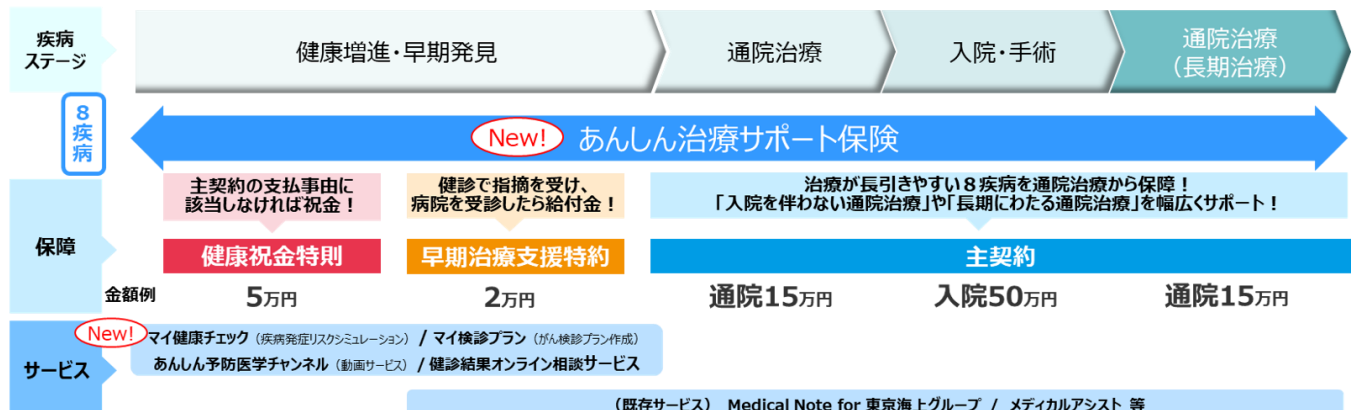 疾病
ステージ
健康増進・早期発見
通院治療
入院・手術
通院治療
(長期治療)
8
疾
病
New!
あんしん治療サポート保険
保障
主契約の支払事由に
該当しなければ祝金！
健診で指摘を受け、
病院を受診したら給付金！
治療が長引きやすい８疾病を通院治療から保障！
「入院を伴わない通院治療」や「長期にわたる通院治療」を幅広くサポート！
健康祝金特則
早期治療支援特約
主契約
金額例
5万円
2万円
通院15万円
入院50万円
通院15万円
New!
サービス
マイ健康チェック（疾病発症リスクシミュレーション） / マイ検診プラン（がん検診プラン作成）
あんしん予防医学チャンネル（動画サービス） / 健診結果オンライン相談サービス
（既存サービス） Medical Note for 東京海上グループ / メディカルアシスト 等